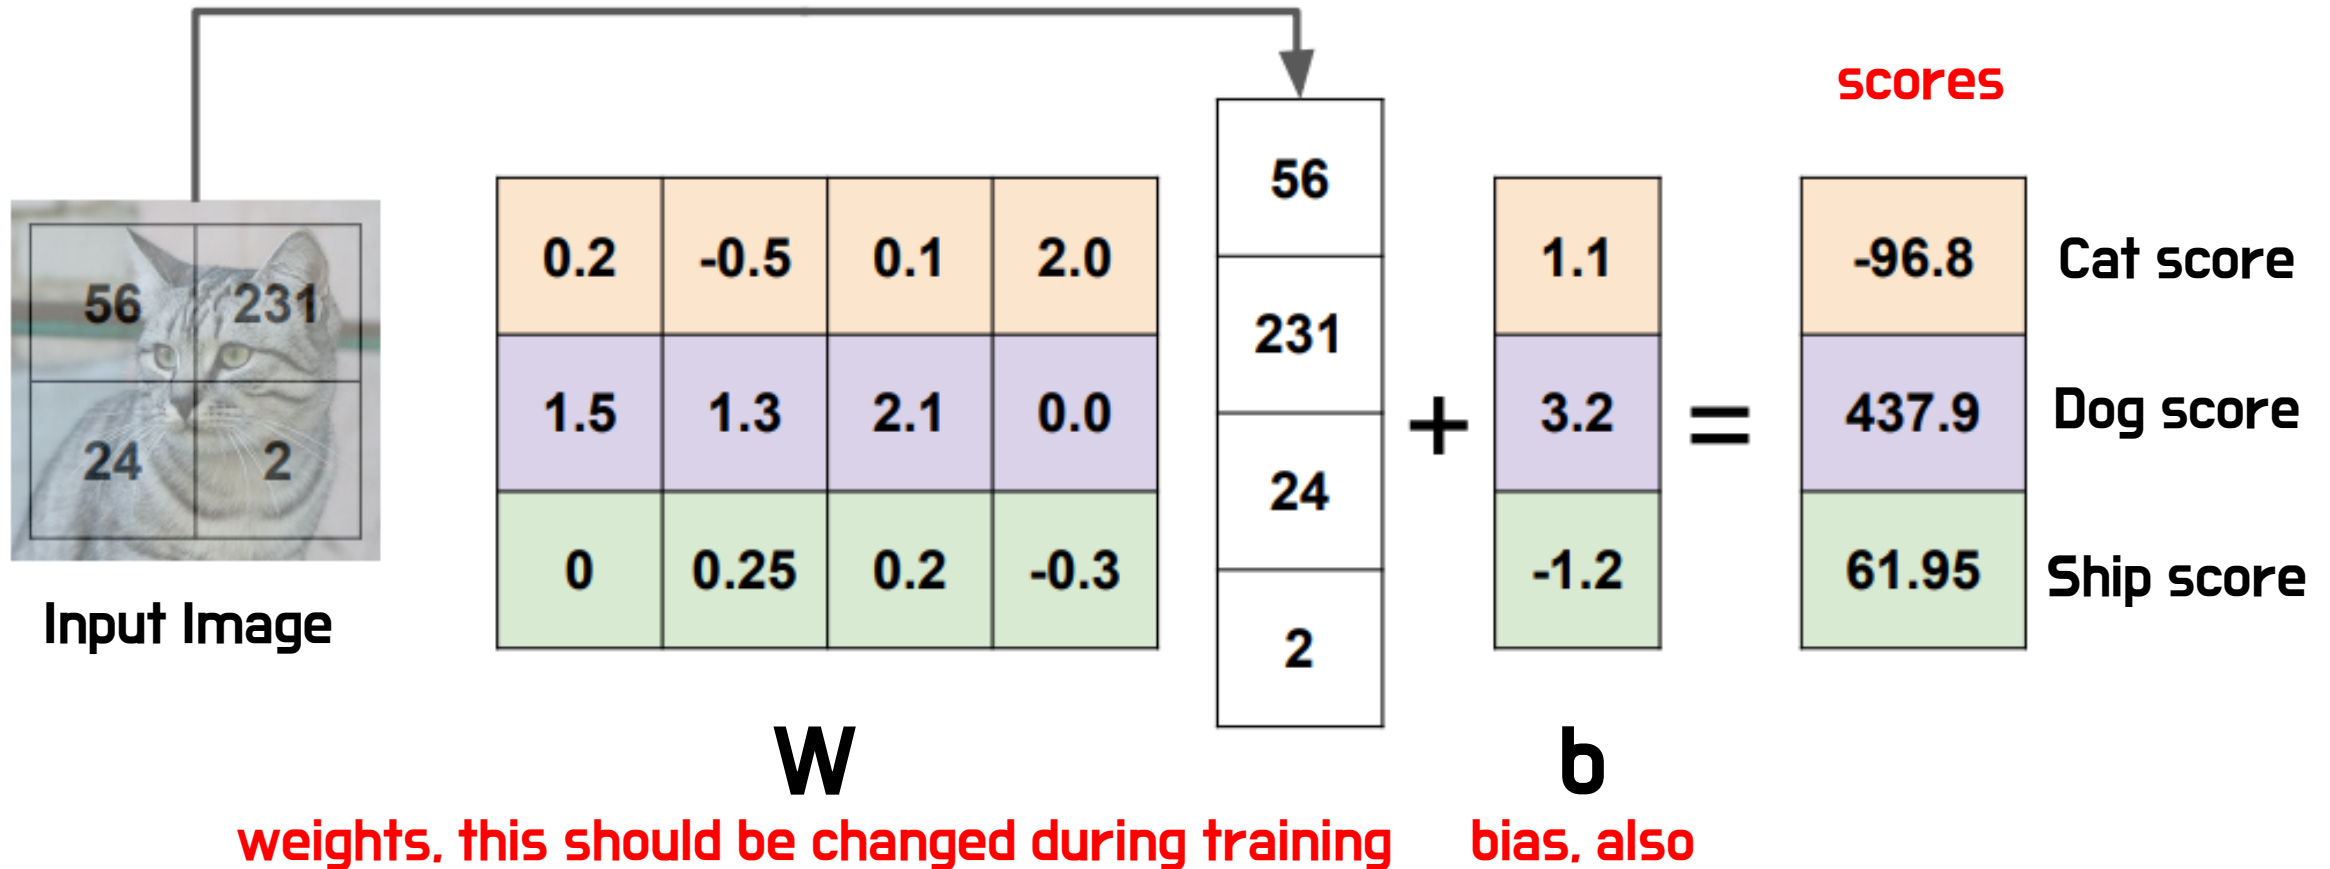 scores
56 231
24 2
Input Image
0.2 -0.5 0.1 2.0
1.5 1.3 2.1 0.0
0 0.25 0.2 -0.3
W
weights, this should be changed during training
56
231
24
2
+
1.1
3.2
-1.2
b
bias, also
=
-96.8 Cat score
437.9 Dog score
61.95 Ship score